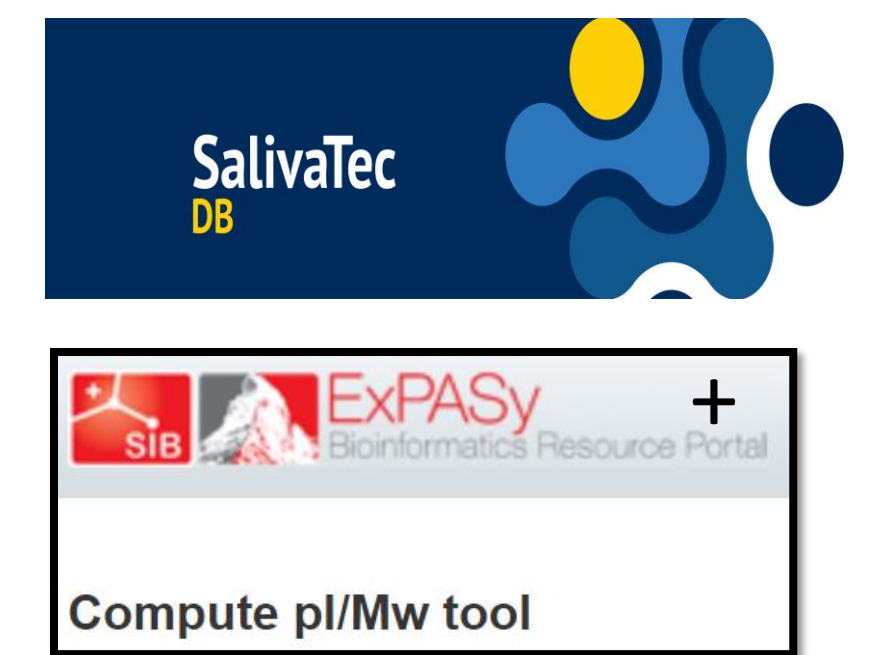 SalivaTec
DB
ExPASy
+
SIB
Bioinformatics Resource Portal
Compute pI/Mw tool